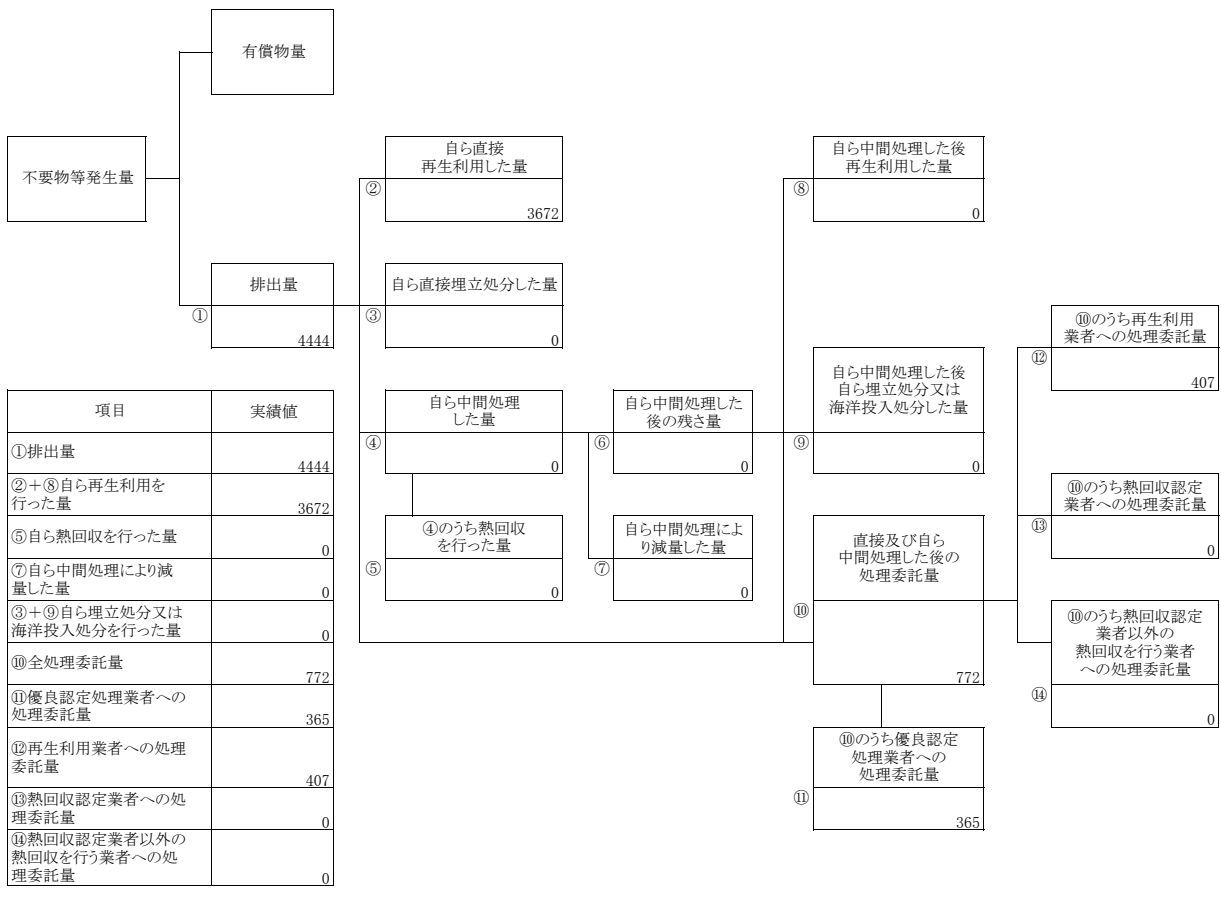 有償物量
不要物等発生量
自ら直接
再生利用した量
②
3672
自ら中間処理した後
再生利用した量
⑧
0
排出量
①
4444
自ら直接埋立処分した量
③
0
⑩のうち再生利用
業者への処理委託量
⑫
407
自ら中間処理した後
自ら埋立処分又は
海洋投入処分した量
⑨
0
自ら中間処理
した量
④
0
自ら中間処理した
後の残さ量
⑥
0
⑩のうち熱回収認定
業者への処理委託量
⑬
0
④のうち熱回収
を行った量
⑤
0
自ら中間処理によ
り減量した量
⑦
0
直接及び自ら
中間処理した後の
処理委託量
⑩
772
⑩のうち熱回収認定
業者以外の
熱回収を行う業者
への処理委託量
⑭
0
⑩のうち優良認定
処理業者への
処理委託量
⑪
365
項目 実績値
①排出量
4444
②+⑧自ら再生利用を
行った量
3672
⑤自ら熱回収を行った量
0
⑦自ら中間処理により減
量した量
0
③+⑨自ら埋立処分又は
海洋投入処分を行った量
0
⑩全処理委託量
772
⑪優良認定処理業者への
処理委託量
365
⑫再生利用業者への処理
委託量
407
⑬熱回収認定業者への処
理委託量
0
⑭熱回収認定業者以外の
熱回収を行う業者への処
理委託量
0